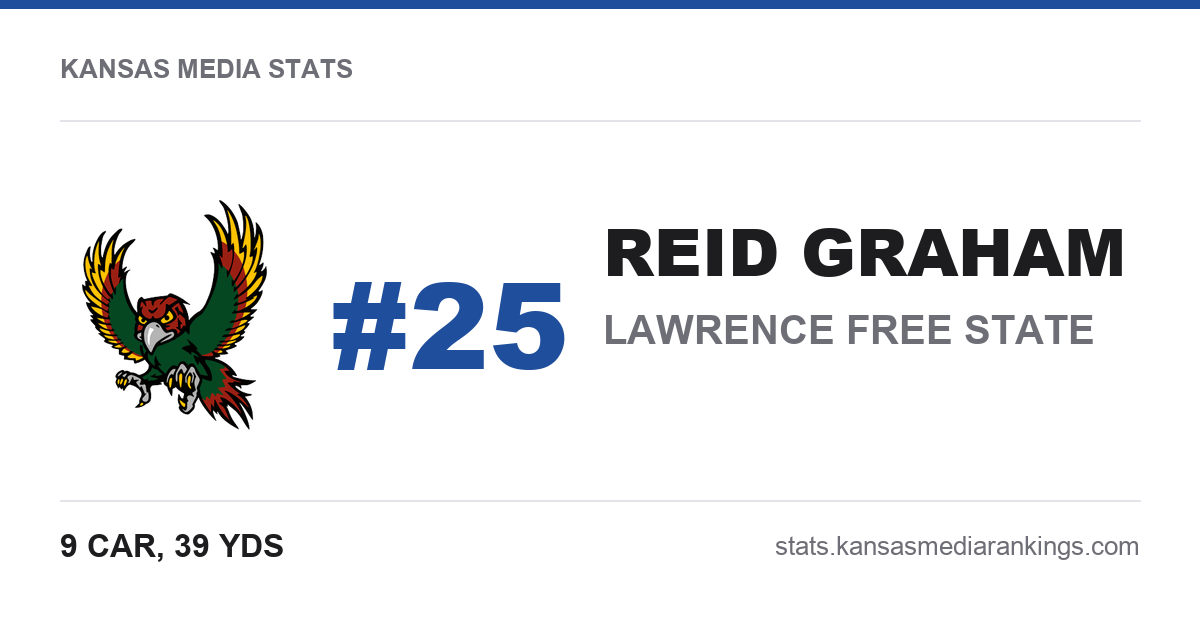 KANSAS MEDIA STATS
#25
REID GRAHAM
LAWRENCE FREE STATE
9 CAR, 39 YDS
stats.kansasmediarankings.com